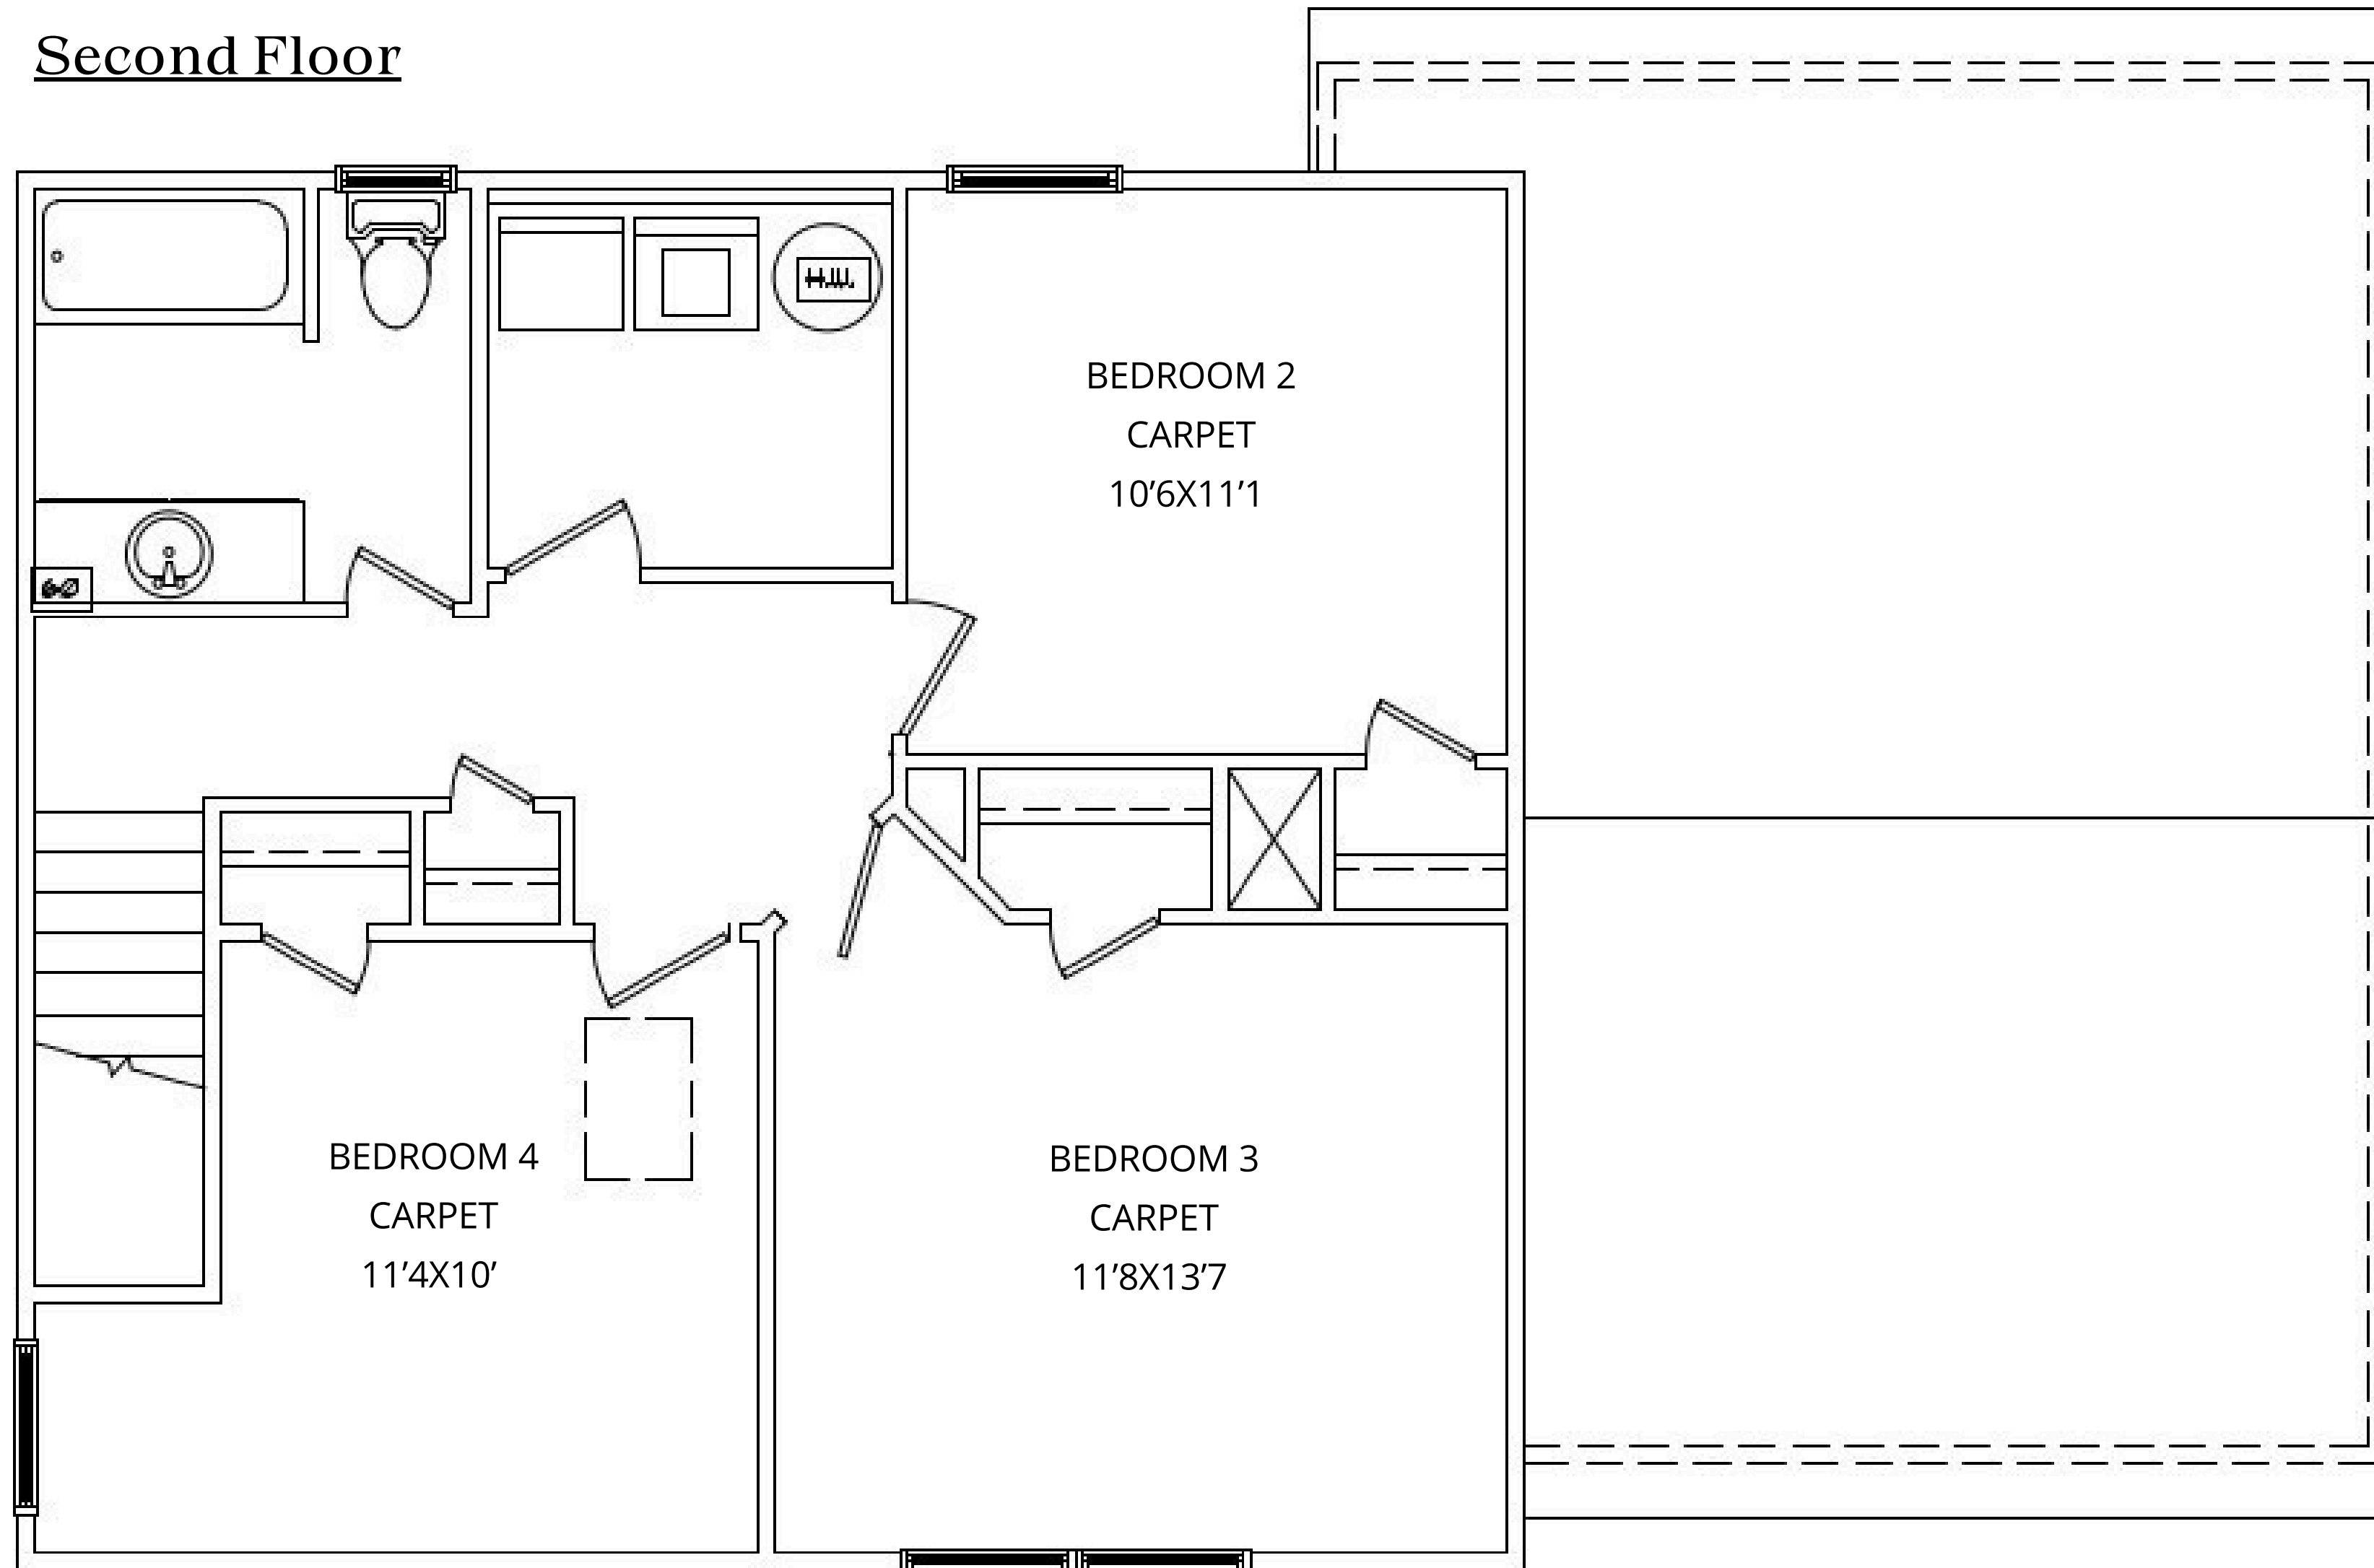 Second Floor
BEDROOM 2
CARPET
10’6X11’1
BEDROOM 4
CARPET
11’4X10’
BEDROOM 3
CARPET
11’8X13’7